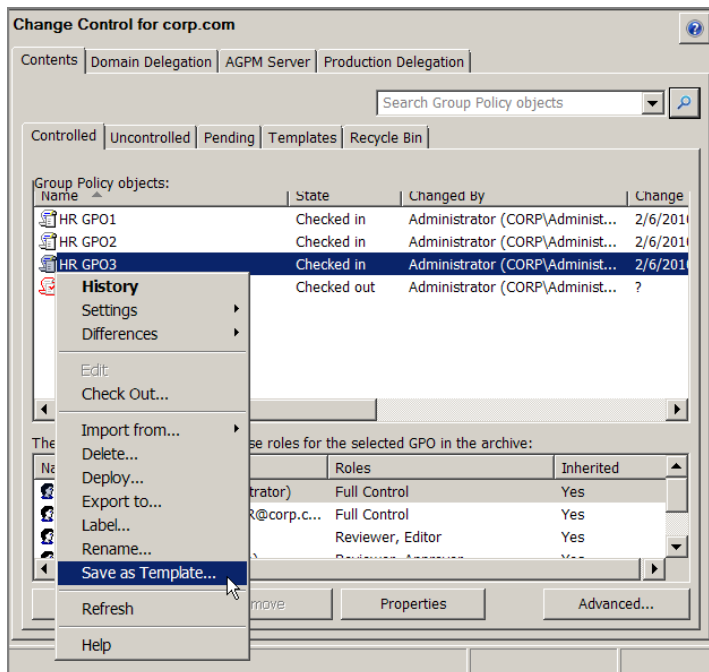 Change Control for corp.com
?
Contents Domain Delegation AGPM Server Production Delegation
Search Group Policy objects
Controlled Uncontrolled Pending Templates Recycle Bin
Group Policy objects:
Name State Changed By Change
HR GPO1 Checked in Administrator (CORP\Administ... 2/6/201
HR GPO2 Checked in Administrator (CORP\Administ... 2/6/201
HR GPO3 Checked in Administrator (CORP\Administ... 2/6/201
Checked out Administrator (CORP\Administ... ?
History
Settings
Differences
Edit
Check Out...
Import from...
The se roles for the selected GPO in the archive:
Delete...
Na Roles Inherited
Deploy...
trator) Full Control Yes
Export to...
R@corp.c... Full Control Yes
Label...
Reviewer, Editor Yes
Rename...
Save as Template...
Refresh
move Properties Advanced...
Help